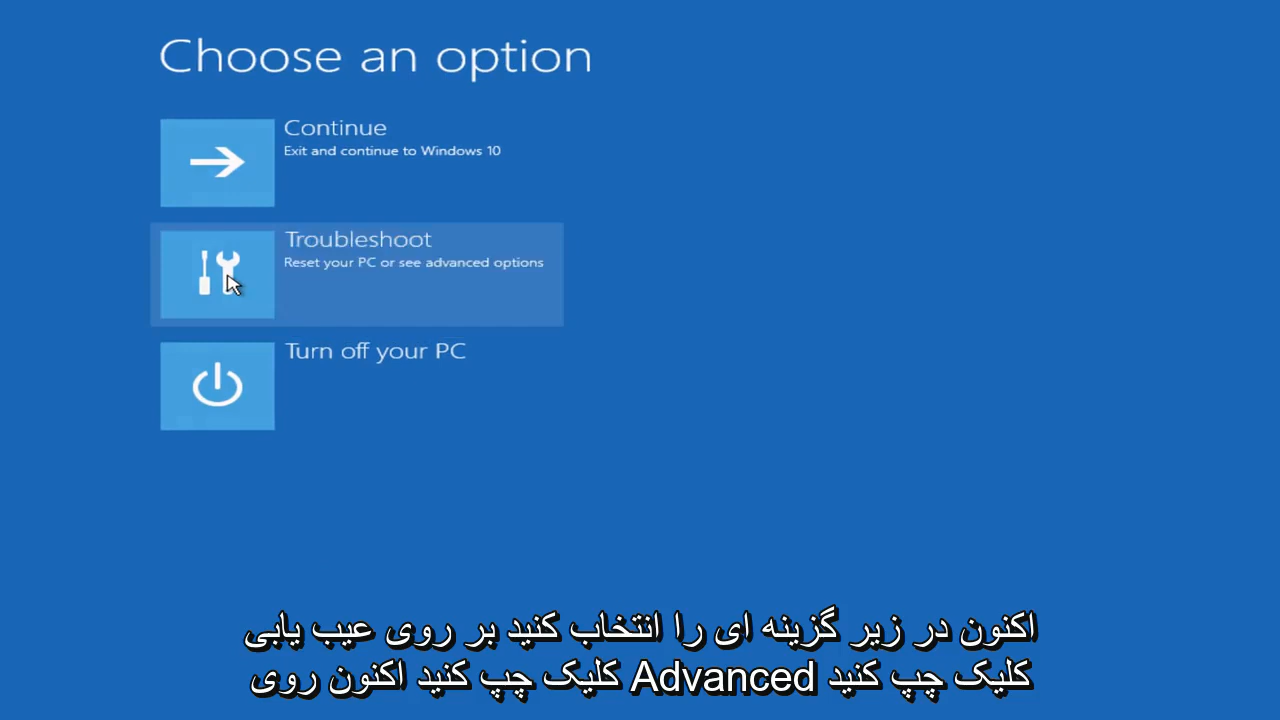 Choose an option
Continue
Exit and continue to Windows 10
Troubleshoot
Reset your PC or see advanced options
Turn off your PC
اکنون در زیر گزینه ای را انتخاب کنید بر روی عیب یابی
کلیک چپ کنید Advanced کلیک چپ کنید اکنون روی